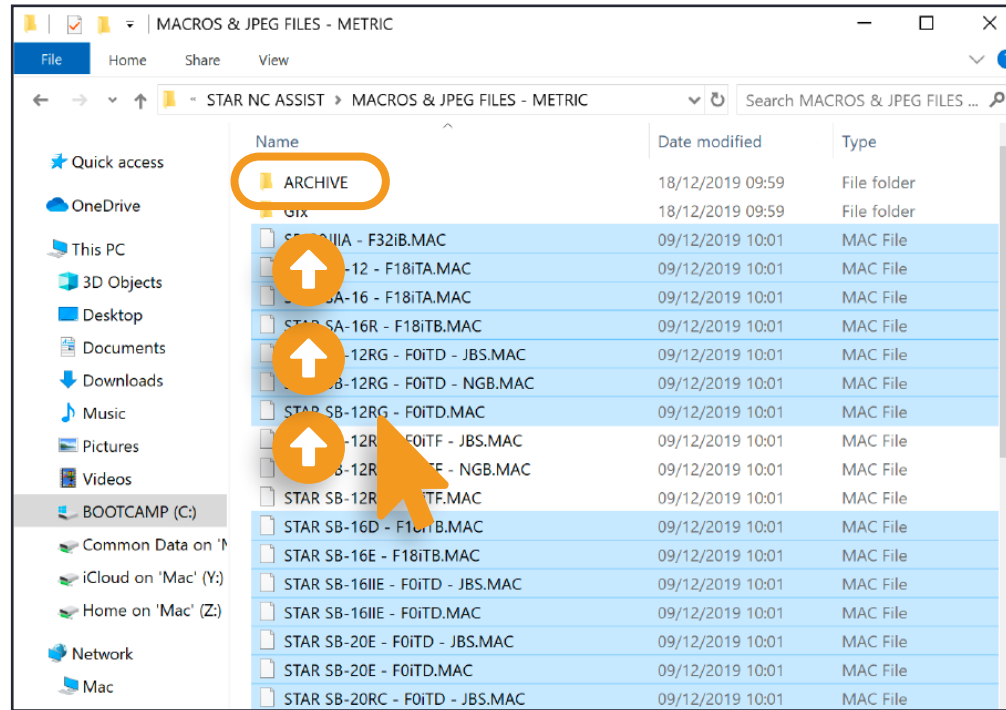 MACROS & JPEG FILES - METRIC
File Home Share View
STAR NC ASSIST > MACROS & JPEG FILES - METRIC Search MACROS & JPEG FILES ...
Name Date modified Type
Quick access
OneDrive
This PC
3D Objects
Desktop
Documents
Downloads
Music
Pictures
Videos
BOOTCAMP (C:)
Common Data on
iCloud on 'Mac' (Y:)
Home on 'Mac' (Z:)
Network
Mac
ARCHIVE 18/12/2019 09:59 File folder
Gfx 18/12/2019 09:59 File folder
- F32iB.MAC 09/12/2019 10:01 MAC File
-12 - F18iTA.MAC 09/12/2019 10:01 MAC File
SA-16 - F18iTA.MAC 09/12/2019 10:01 MAC File
STAR SA-16R - F18iTB.MAC 09/12/2019 10:01 MAC File
-12RG - F0iTD - JBS.MAC 09/12/2019 10:01 MAC File
SB-12RG - F0iTD - NGB.MAC 09/12/2019 10:01 MAC File
STAR SB-12RG - F0iTD.MAC 09/12/2019 10:01 MAC File
F0iTF - JBS.MAC 09/12/2019 10:01 MAC File
- NGB.MAC 09/12/2019 10:01 MAC File
STAR SB-12R 09/12/2019 10:01 MAC File
STAR SB-16D - F18iTB.MAC 09/12/2019 10:01 MAC File
STAR SB-16E - F18iTB.MAC 09/12/2019 10:01 MAC File
STAR SB-16IIE - F0iTD - JBS.MAC 09/12/2019 10:01 MAC File
STAR SB-16IIE - F0iTD.MAC 09/12/2019 10:01 MAC File
STAR SB-20E - F0iTD - JBS.MAC 09/12/2019 10:01 MAC File
STAR SB-20E - F0iTD.MAC 09/12/2019 10:01 MAC File
STAR SB-20RC - F0iTD - JBS.MAC 09/12/2019 10:01 MAC File